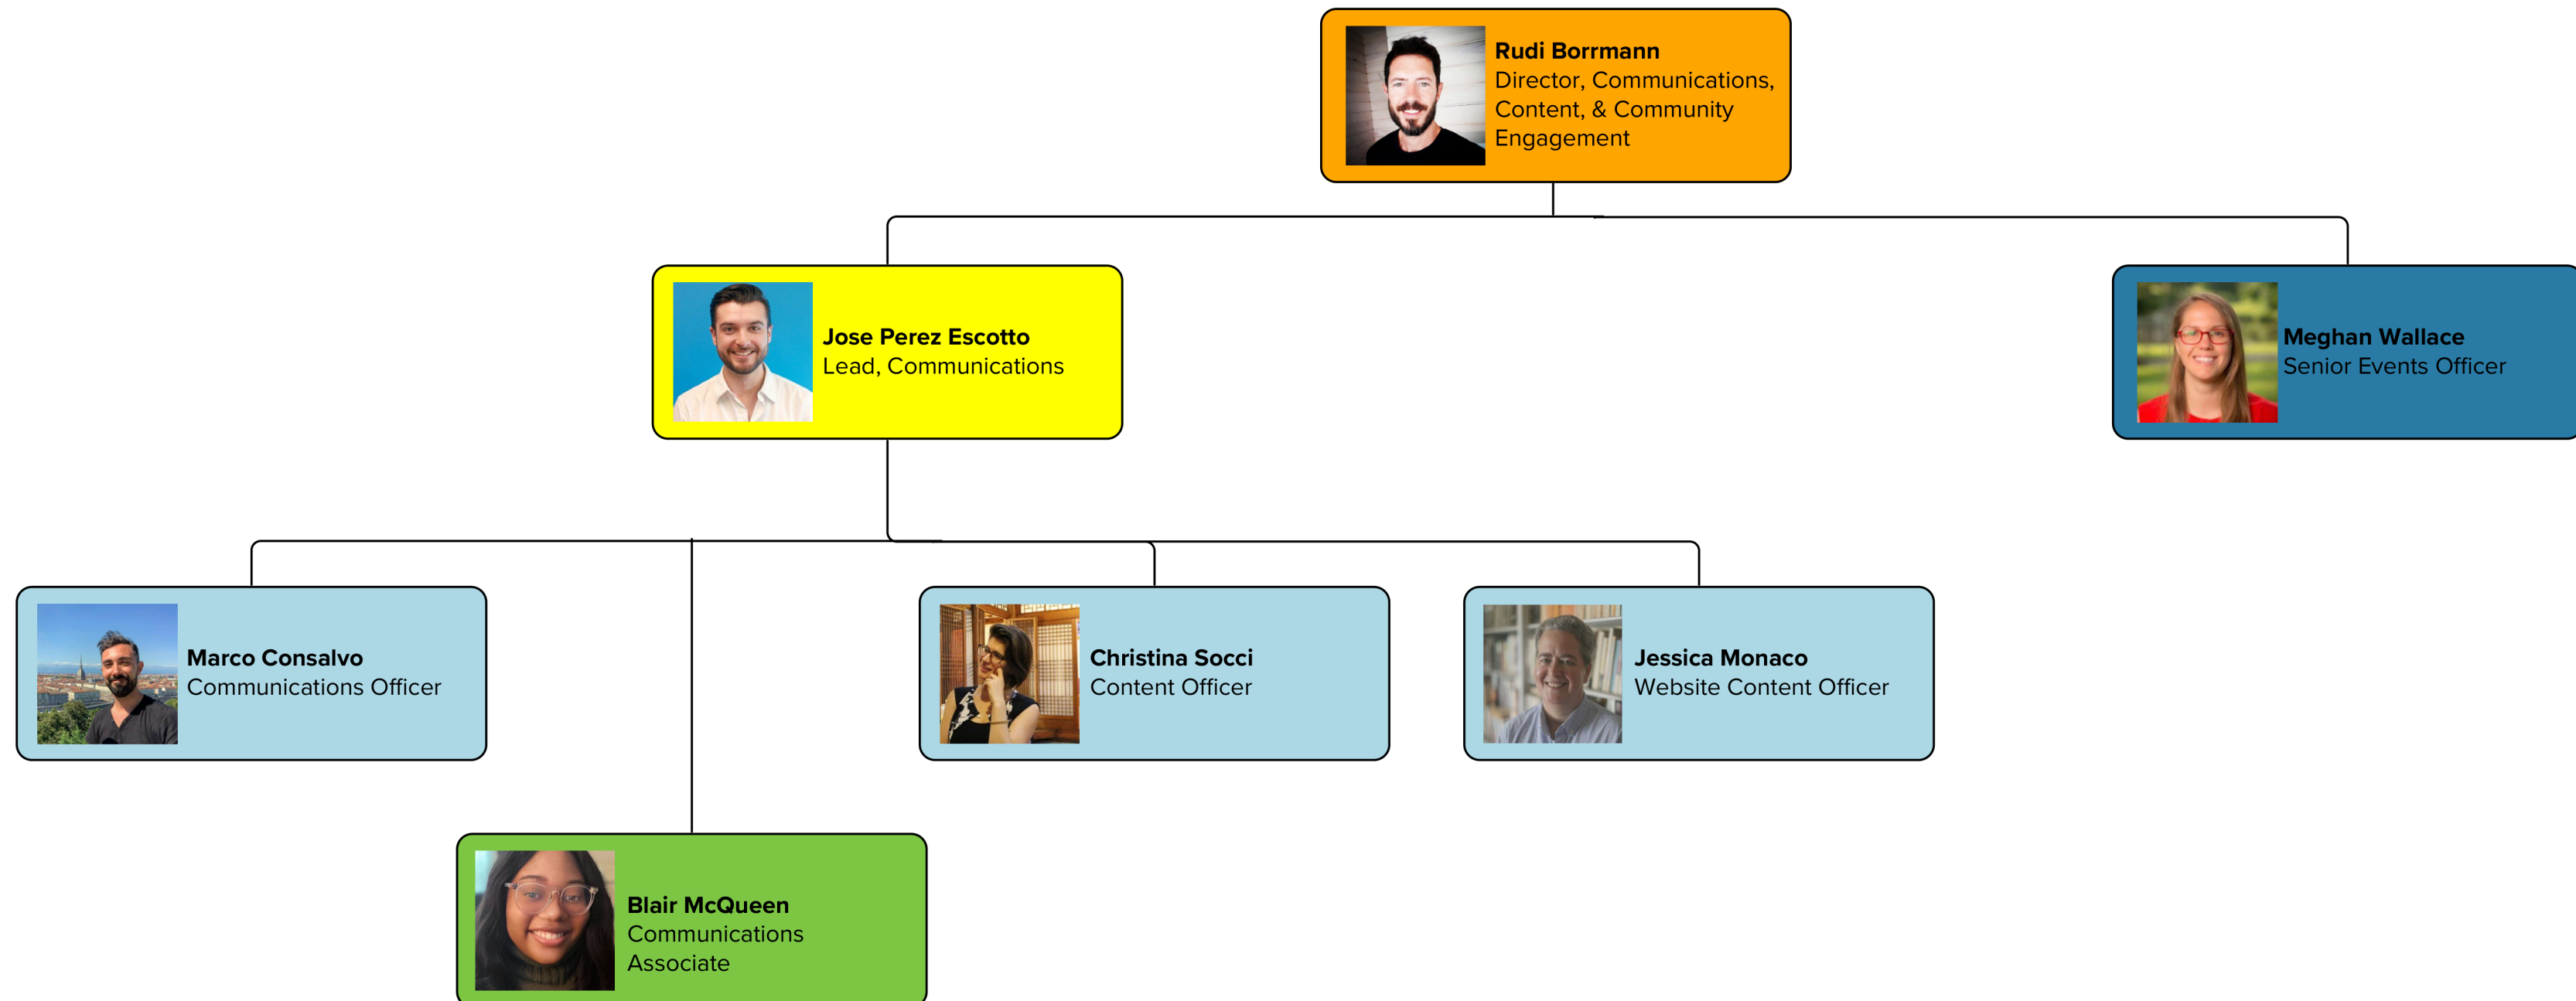 Rudi Borrmann
Director, Communications,
Content, & Community
Engagement
Jose Perez Escotto
Lead, Communications
Meghan Wallace
Senior Events Officer
Marco Consalvo
Communications Officer
Christina Socci
Content Officer
Jessica Monaco
Website Content Officer
Blair McQueen
Communications
Associate